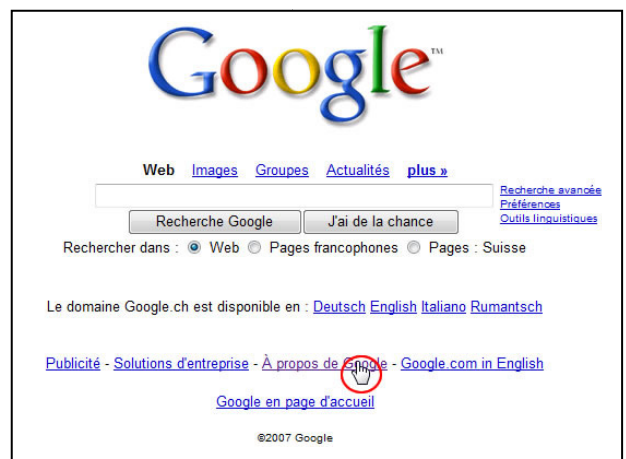 Google™
Web Images Groupes Actualités plus »
Recherche avancée
Préférences
Outils linguistiques
Recherche Google J'ai de la chance
Rechercher dans : Web Pages francophones Pages : Suisse
Le domaine Google.ch est disponible en : Deutsch English Italiano Rumantsch
Publicité - Solutions d'entreprise - À propos de Google - Google.com in English
Google en page d'accueil
©2007 Google